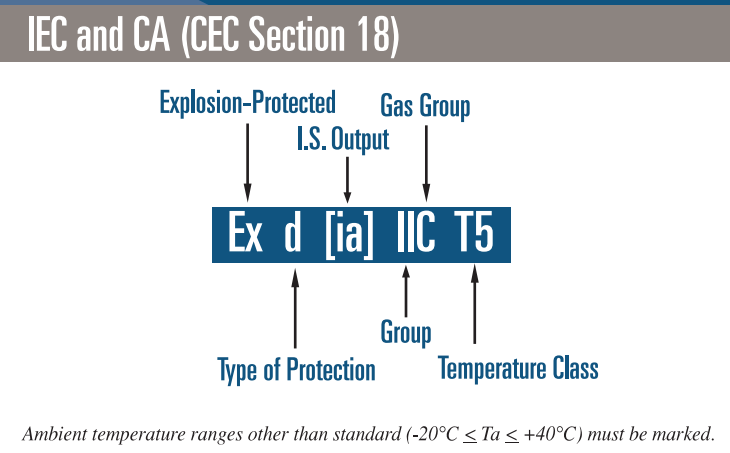 IEC and CA (CEC Section 18)
Explosion-Protected
Gas Group
I.S. Output
Ex d [ia] IIC T5
Group
Type of Protection
Temperature Class
Ambient temperature ranges other than standard (-20°C ≤ Ta ≤ +40°C) must be marked.